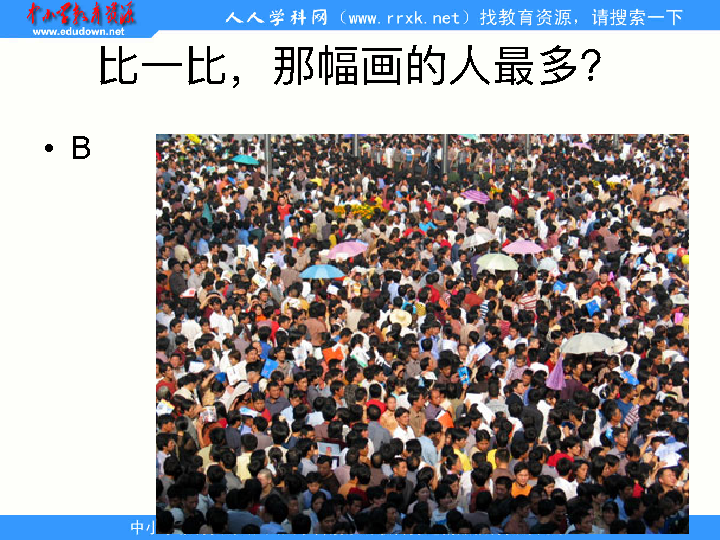 中小学教育资源
www.edudown.net
人人学科网（www.rrxk.net）找教育资源，请搜索一下
比一比，那幅画的人最多?
• B
中小